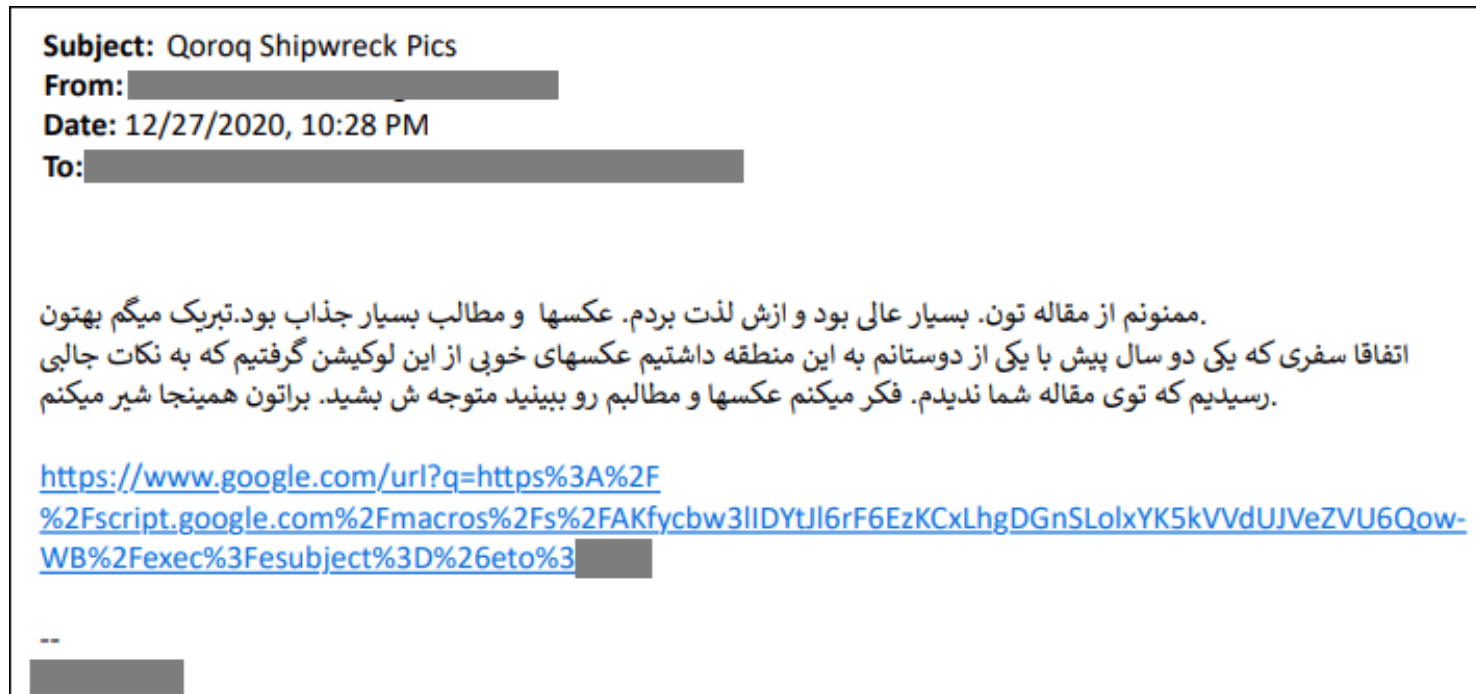 Subject: Qoroq Shipwreck Pics
From:
Date: 12/27/2020, 10:28 PM
To:
ممنونم از مقاله تون. بسیار عالی بود و ازش لذت بردم. عکسها و مطالب بسیار جذاب بود.تبریک میگم بهتون.
اتفاقا سفری که یکی دو سال پیش با یکی از دوستانم به این منطقه داشتیم عکسهای خوبی از این لوکیشن گرفتیم که به نکات جالبی
رسیدیم که توی مقاله شما ندیدم. فکر میکنم عکسها و مطالبم رو ببینید متوجه ش بشید. براتون همینجا شیر میکنم.
https://www.google.com/url?q=https%3A%2F
%2Fscript.google.com%2Fmacros%2Fs%2FAKfycbw3lIDYtJl6rF6EzKCxLhgDGnSLolxYK5kVVdUJVeZVU6Qow-
WB%2Fexec%3Fesubject%3D%26eto%3
--